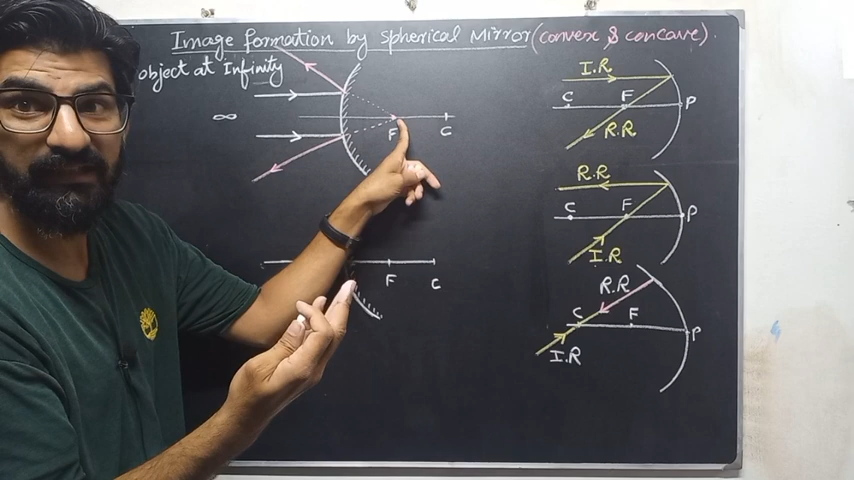 Image formation by spherical Mirror (convex & concave).
object at Infinity
∞
F
C
F
C
I.R
C
F
P
R.R
R.R
C
F
P
I.R
R.R
C
F
P
I.R